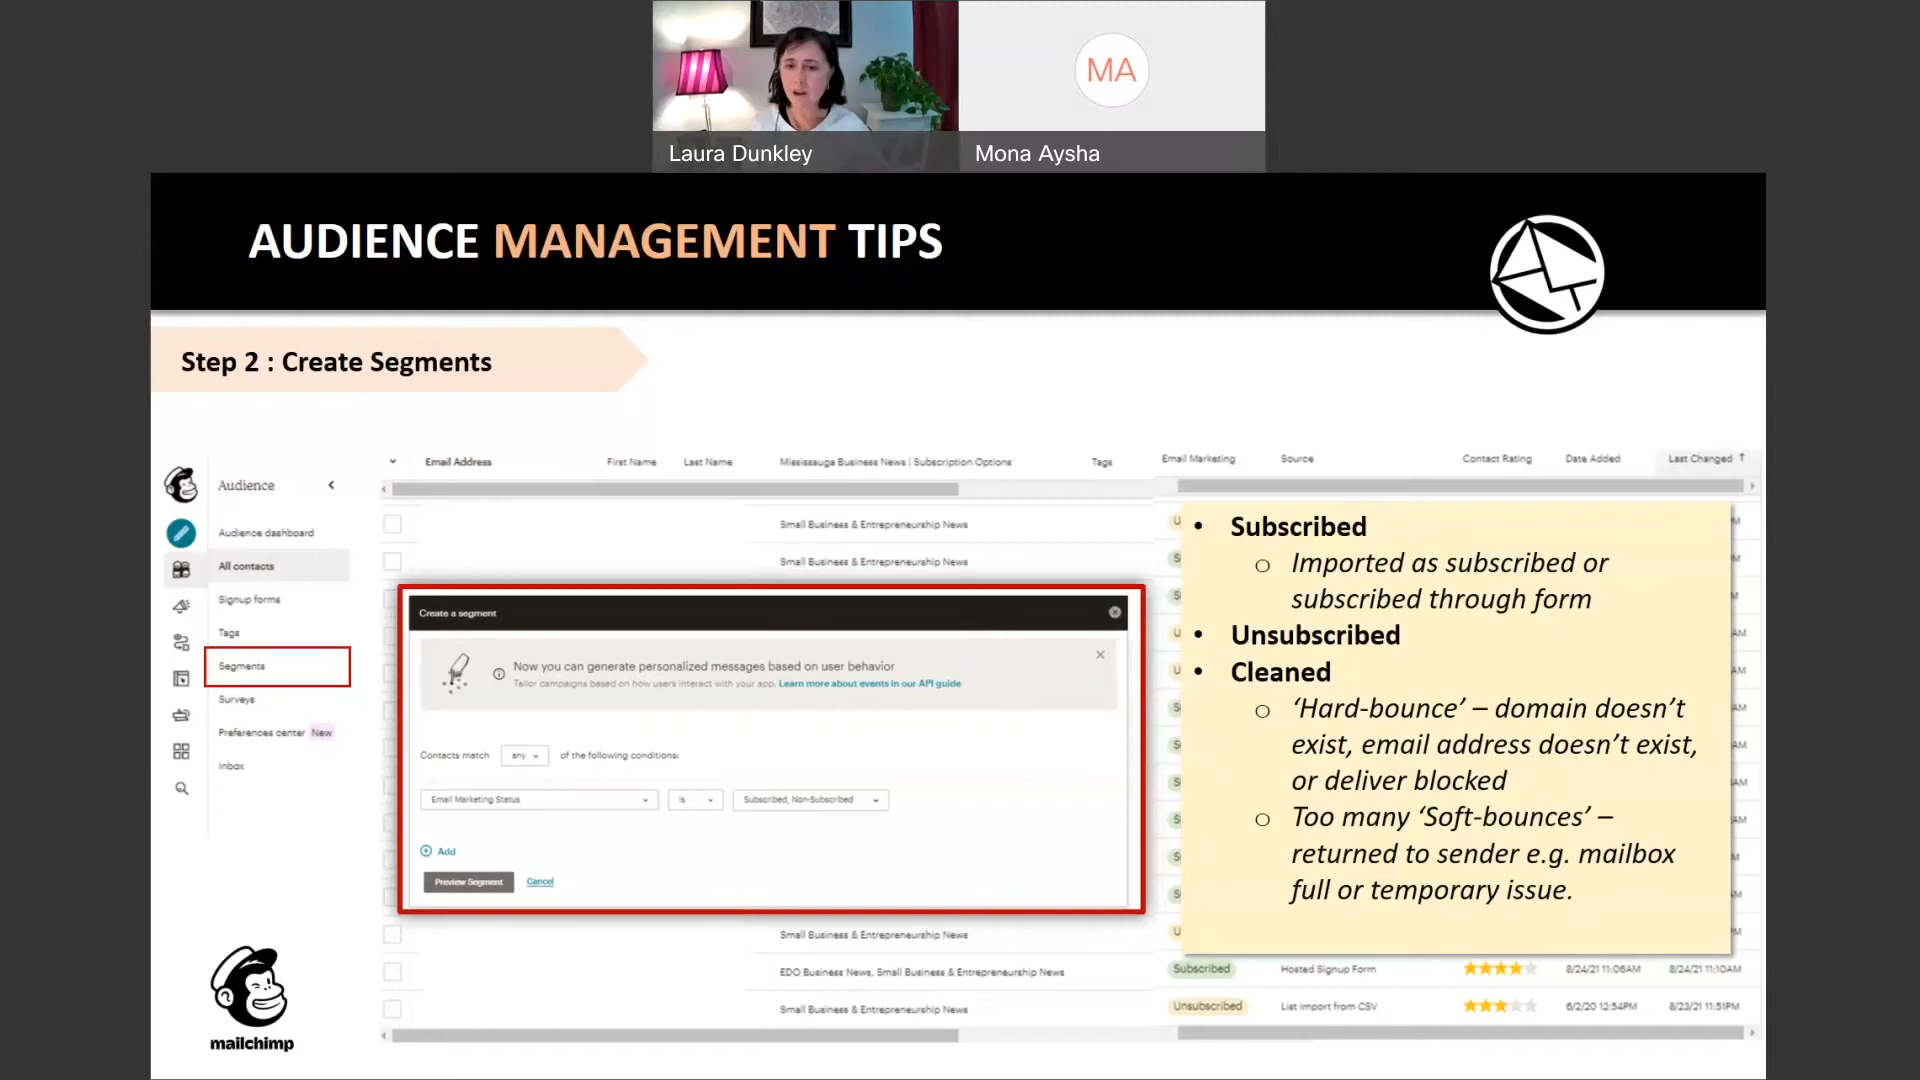 MA
Laura Dunkley
Mona Aysha
AUDIENCE MANAGEMENT TIPS
Step 2 : Create Segments
Audience
Audience dashboard
All contacts
Signup forms
Tags
Segments
Surveys
Preferences center New
Inbox
mailchimp
Email Address First Name Last Name Mississauga Business News | Subscription Options Tags Email Marketing Source Contact Rating Date Added Last Changed
Small Business & Entrepreneurship News
Small Business & Entrepreneurship News
Create a segment
Now you can generate personalized messages based on user behavior
Tailor campaigns based on how users interact with your app. Learn more about events in our API guide
Contacts match any of the following conditions:
Email Marketing Status is Subscribed, Non-Subscribed
Add
Preview Segment Cancel
• Subscribed
o Imported as subscribed or
subscribed through form
• Unsubscribed
• Cleaned
o ‘Hard-bounce’ – domain doesn’t
exist, email address doesn’t exist,
or deliver blocked
o Too many ‘Soft-bounces’ –
returned to sender e.g. mailbox
full or temporary issue.
Small Business & Entrepreneurship News
EDO Business News, Small Business & Entrepreneurship News Subscribed Hosted Signup Form 8/24/21 11:06AM 8/24/21 11:10AM
Small Business & Entrepreneurship News Unsubscribed List Import from CSV 6/2/20 12:54PM 8/23/21 11:51PM